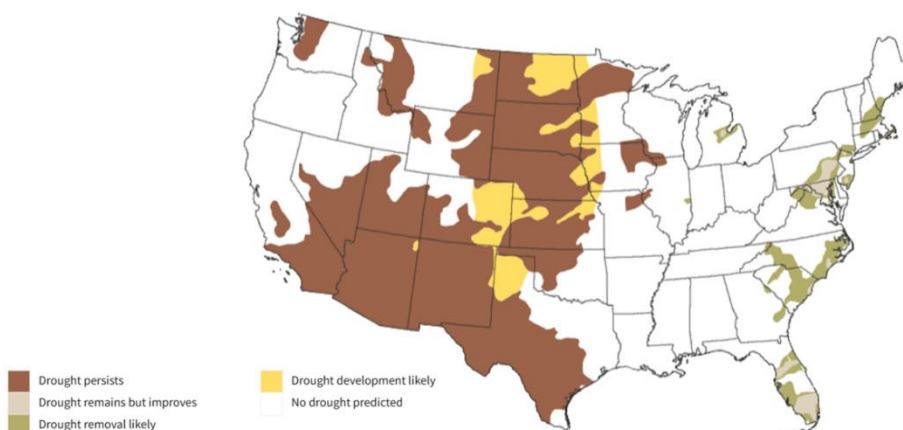 Drought persists
Drought remains but improves
Drought removal likely
Drought development likely
No drought predicted